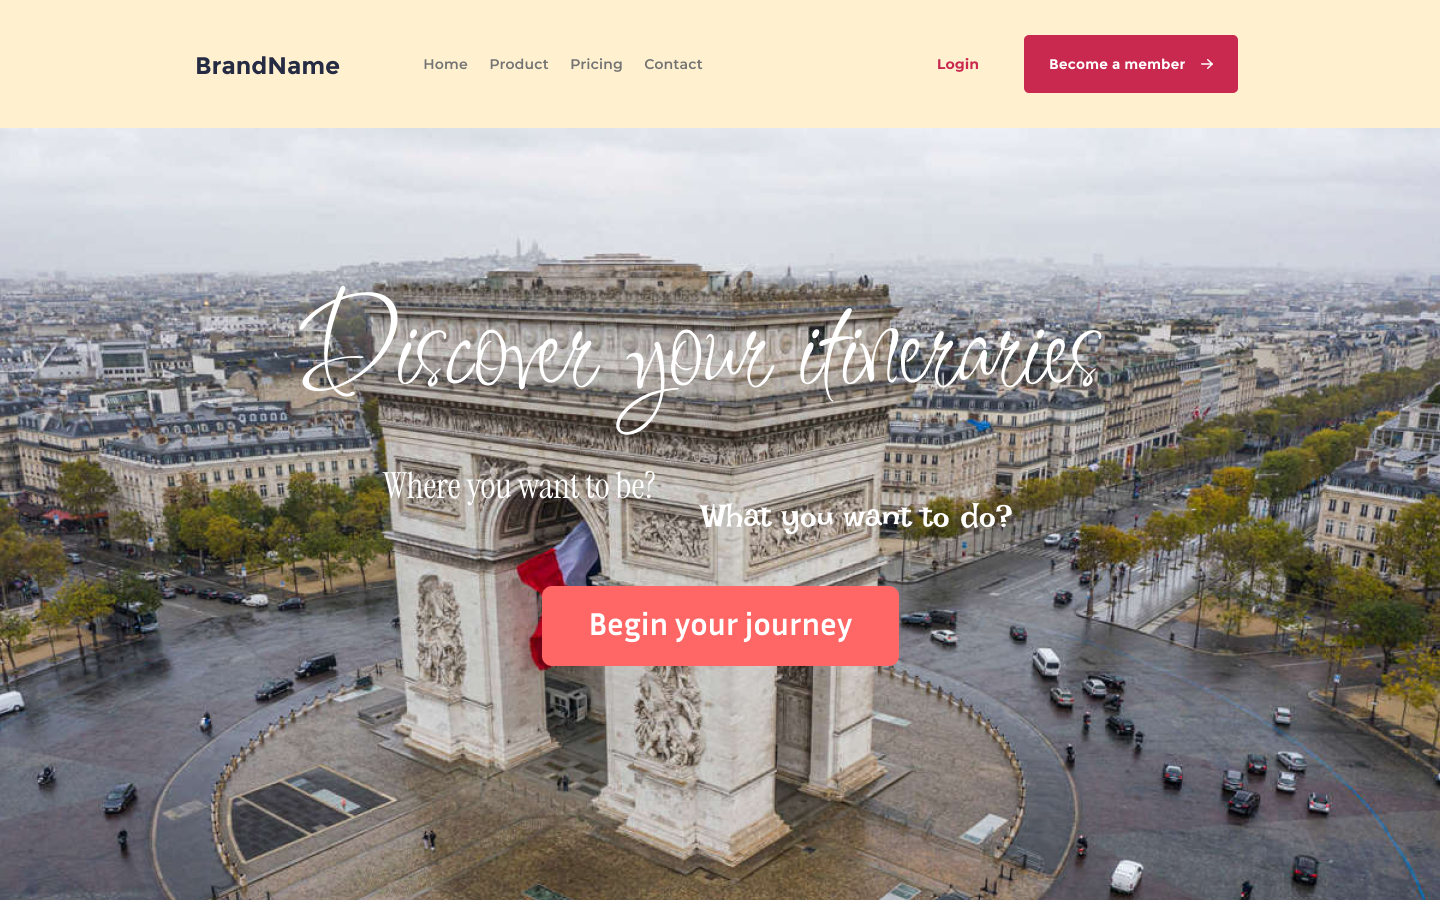 BrandName
Home
Product
Pricing
Contact
Login
Become a member
Discover your itineraries
Where you want to be?
What you want to do?
Begin your journey